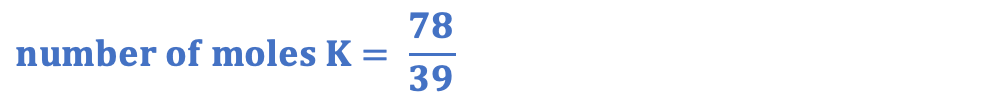 number of moles K = 78/39